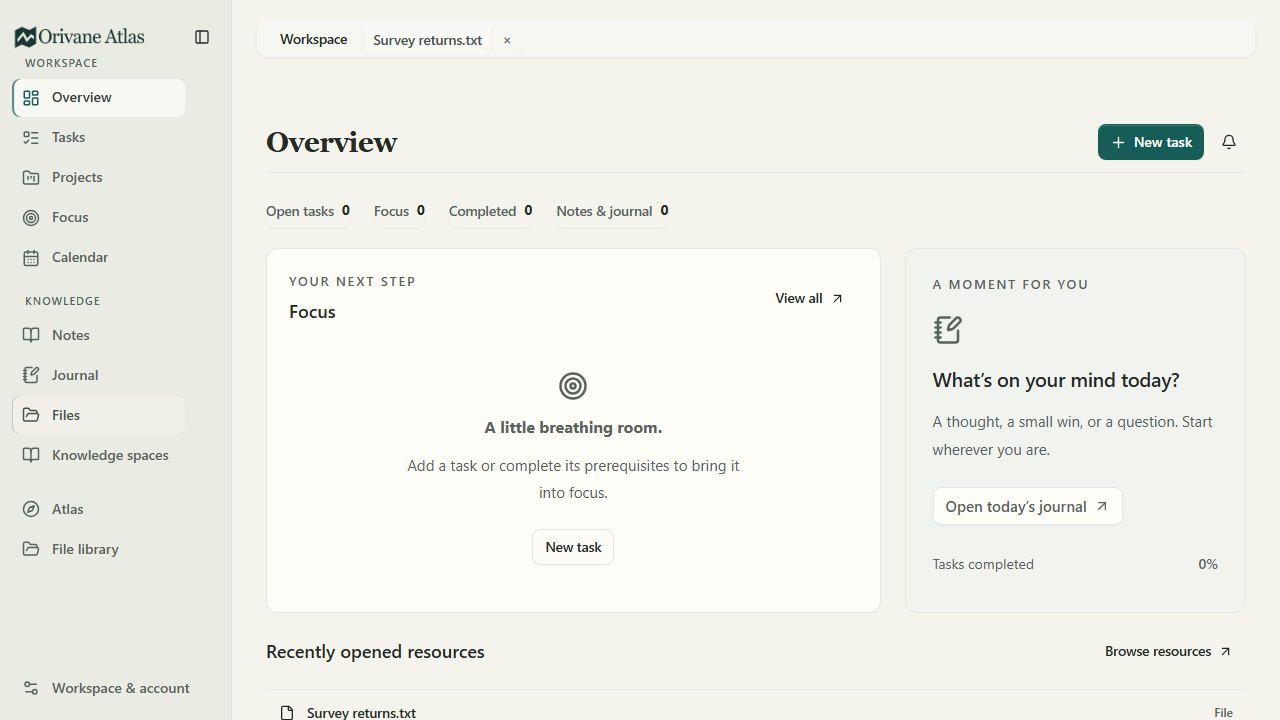 Orivane Atlas
WORKSPACE
Overview
Tasks
Projects
Focus
Calendar
KNOWLEDGE
Notes
Journal
Files
Knowledge spaces
Atlas
File library
Workspace & account
Workspace
Survey returns.txt ×
Overview
New task
Open tasks 0
Focus 0
Completed 0
Notes & journal 0
YOUR NEXT STEP
Focus
View all
A little breathing room.
Add a task or complete its prerequisites to bring it
into focus.
New task
A MOMENT FOR YOU
What's on your mind today?
A thought, a small win, or a question. Start
wherever you are.
Open today's journal
Tasks completed 0%
Recently opened resources
Browse resources
Survey returns.txt
File